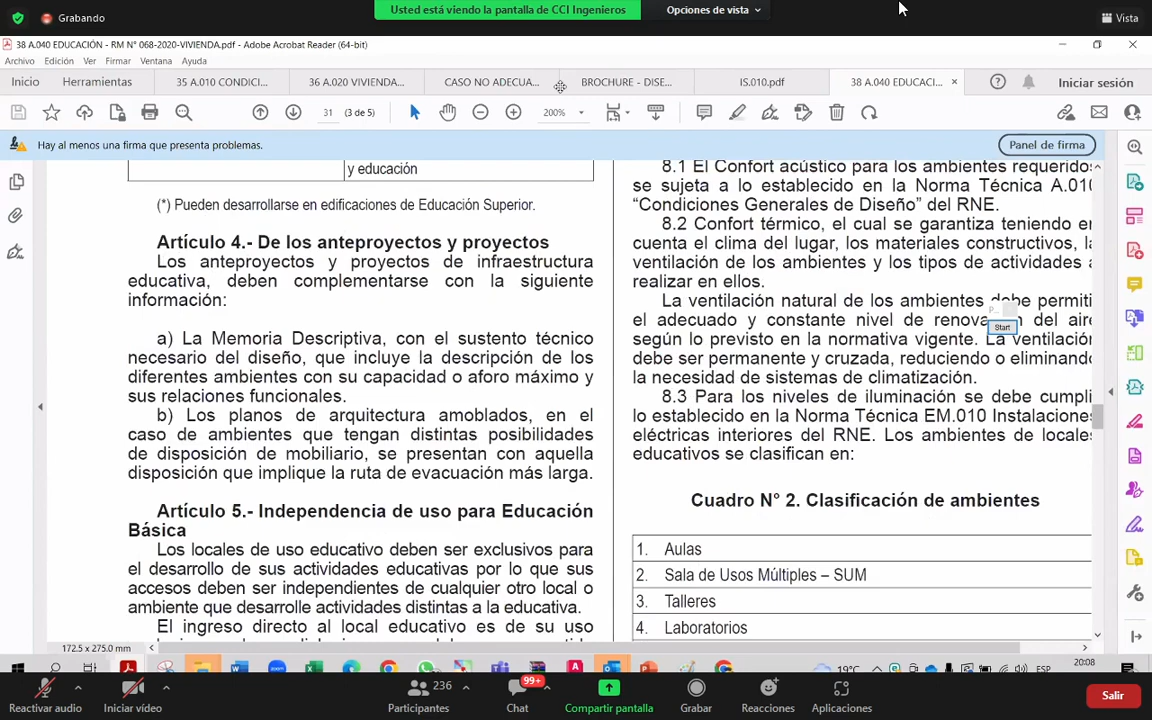 Grabando
Usted está viendo la pantalla de CCI Ingenieros
Opciones de vista
Vista
38 A.040 EDUCACIÓN - RM N° 068-2020-VIVIENDA.pdf - Adobe Acrobat Reader (64-bit)
Archivo Edición Ver Firmar Ventana Ayuda
Inicio Herramientas 35 A.010 CONDICI... 36 A.020 VIVIENDA... CASO NO ADECUA... BROCHURE - DISE... IS.010.pdf 38 A.040 EDUCACI... Iniciar sesión
31 (3 de 5) 200%
Hay al menos una firma que presenta problemas.
Panel de firma
y educación
(*) Pueden desarrollarse en edificaciones de Educación Superior.
Artículo 4.- De los anteproyectos y proyectos
Los anteproyectos y proyectos de infraestructura
educativa, deben complementarse con la siguiente
información:
a) La Memoria Descriptiva, con el sustento técnico
necesario del diseño, que incluye la descripción de los
diferentes ambientes con su capacidad o aforo máximo y
sus relaciones funcionales.
b) Los planos de arquitectura amoblados, en el
caso de ambientes que tengan distintas posibilidades
de disposición de mobiliario, se presentan con aquella
disposición que implique la ruta de evacuación más larga.
Artículo 5.- Independencia de uso para Educación
Básica
Los locales de uso educativo deben ser exclusivos para
el desarrollo de sus actividades educativas por lo que sus
accesos deben ser independientes de cualquier otro local o
ambiente que desarrolle actividades distintas a la educativa.
El ingreso directo al local educativo es de su uso
8.1 El Confort acústico para los ambientes requeridos
se sujeta a lo establecido en la Norma Técnica A.010
“Condiciones Generales de Diseño” del RNE.
8.2 Confort térmico, el cual se garantiza teniendo en
cuenta el clima del lugar, los materiales constructivos, la
ventilación de los ambientes y los tipos de actividades a
realizar en ellos.
La ventilación natural de los ambientes debe permiti
el adecuado y constante nivel de renova n del aire
según lo previsto en la normativa vigente. La ventilación
debe ser permanente y cruzada, reduciendo o eliminando
la necesidad de sistemas de climatización.
8.3 Para los niveles de iluminación se debe cumpli
lo establecido en la Norma Técnica EM.010 Instalaciones
eléctricas interiores del RNE. Los ambientes de locales
educativos se clasifican en:
Cuadro N° 2. Clasificación de ambientes
1. Aulas
2. Sala de Usos Múltiples – SUM
3. Talleres
4. Laboratorios
P...
Start
172.5 x 275.0 mm
19°C ESP 20:08
Reactivar audio
Iniciar vídeo
236
Participantes
99+
Chat
Compartir pantalla
Grabar
Reacciones
Aplicaciones
Salir